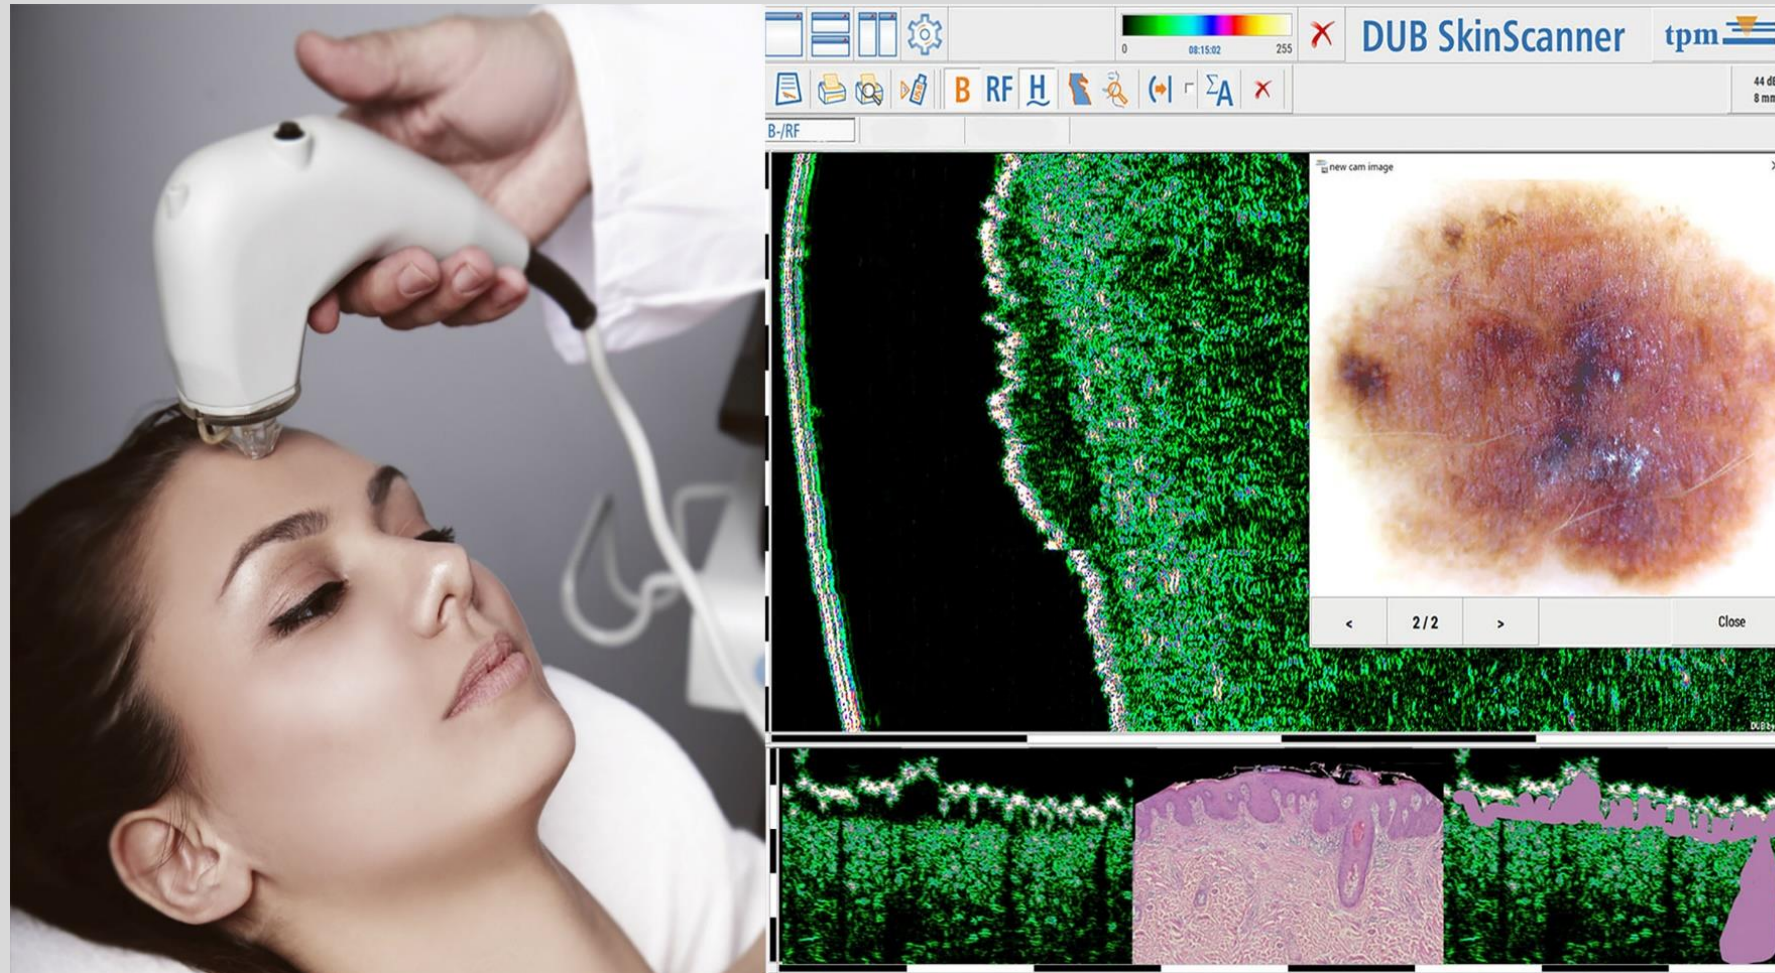 0
08:15:02
255
DUB SkinScanner
tpm
B
RF
H
ΣA
44 dB
8 mm
B-/RF
new cam image
<
2/2
>
Close